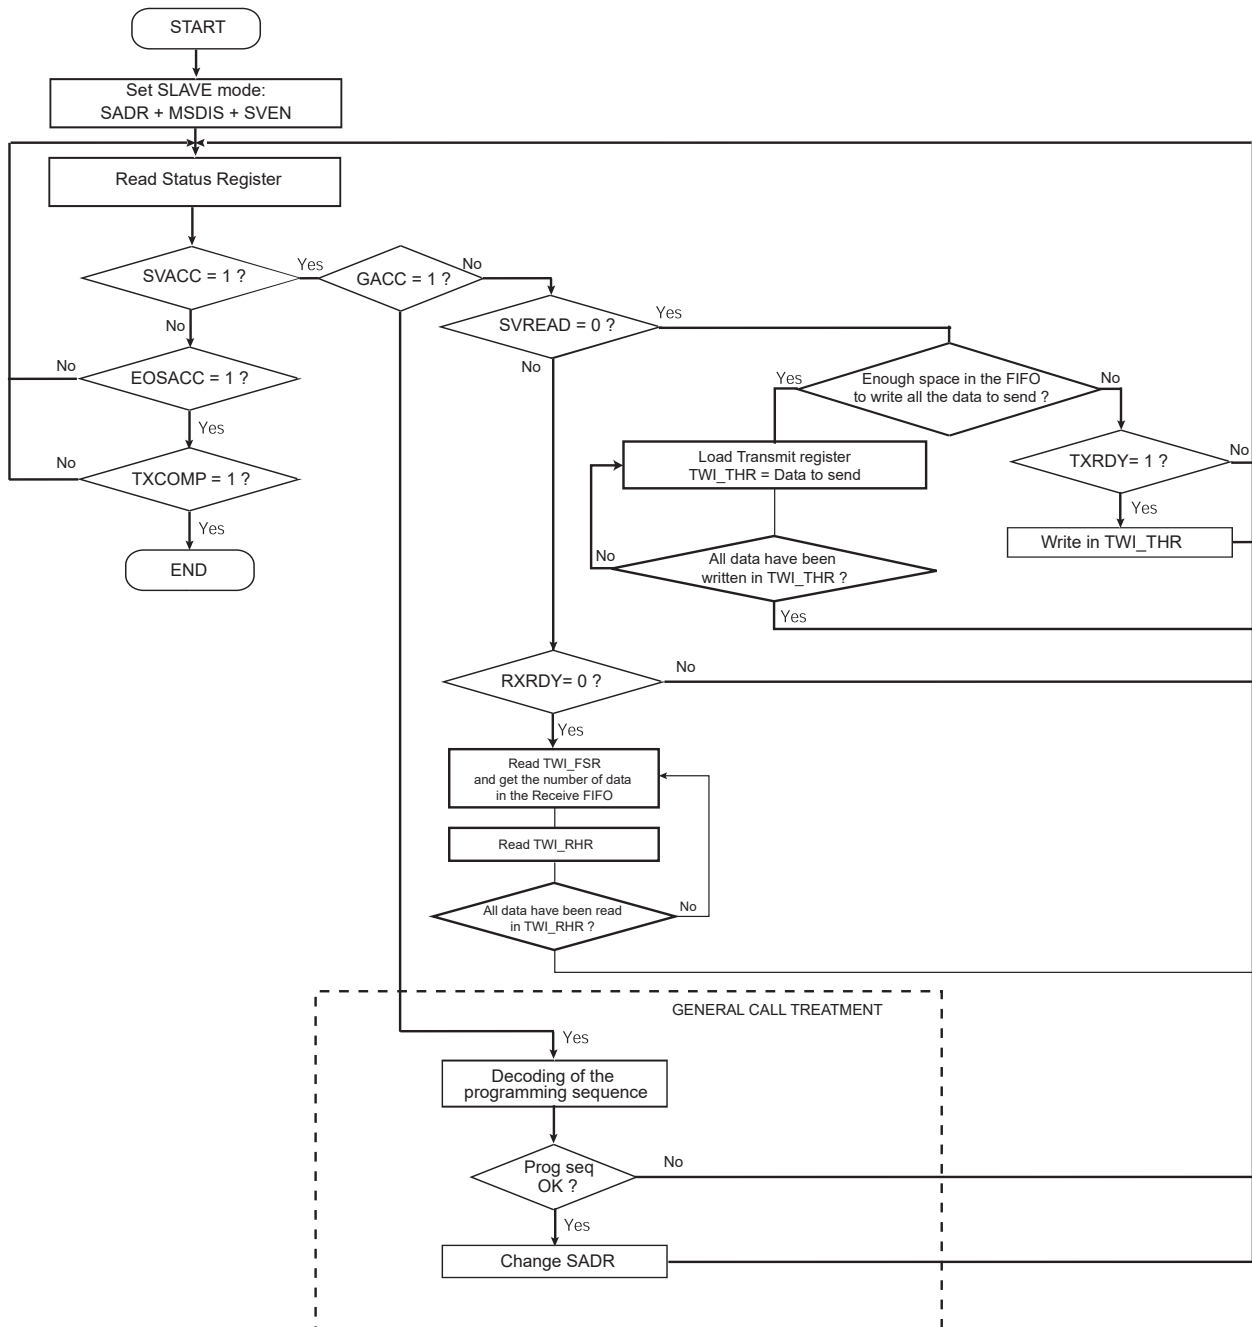 START
Set SLAVE mode:
SADR + MSDIS + SVEN
Read Status Register
SVACC = 1 ?
Yes
GACC = 1 ?
No
SVREAD = 0 ?
Yes
No
No
No
EOSACC = 1 ?
Yes
Enough space in the FIFO
to write all the data to send ?
Yes
No
No
TXCOMP = 1 ?
Yes
END
Load Transmit register
TWI_THR = Data to send
TXRDY= 1 ?
No
Yes
Write in TWI_THR
No
All data have been
written in TWI_THR ?
Yes
RXRDY= 0 ?
No
Yes
Read TWI_FSR
and get the number of data
in the Receive FIFO
Read TWI_RHR
All data have been read
in TWI_RHR ?
No
GENERAL CALL TREATMENT
Yes
Decoding of the
programming sequence
Prog seq
OK ?
No
Yes
Change SADR